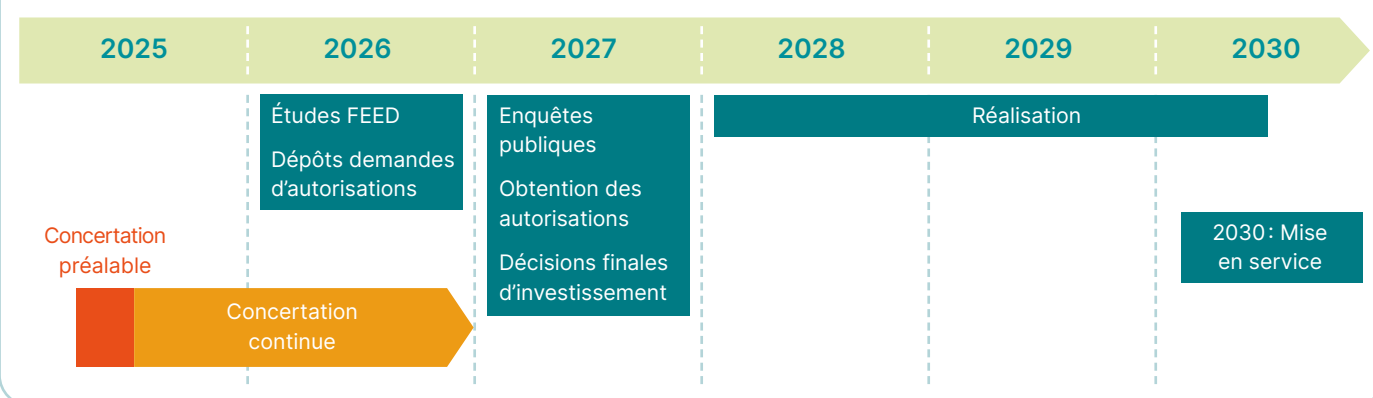 2025
2026
2027
2028
2029
2030
Études FEED
Dépôts demandes
d’autorisations
Enquêtes
publiques
Obtention des
autorisations
Décisions finales
d’investissement
Réalisation
2030 : Mise
en service
Concertation
préalable
Concertation
continue